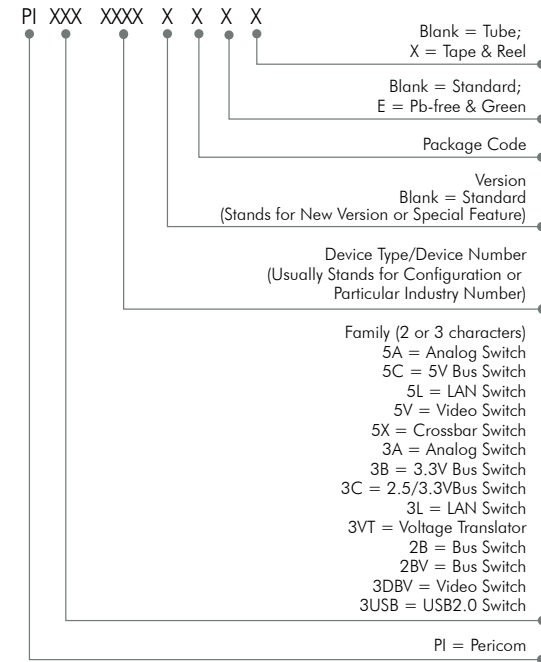 PI XXX XXXX X X X X
Blank = Tube;
X = Tape & Reel
Blank = Standard;
E = Pb-free & Green
Package Code
Version
Blank = Standard
(Stands for New Version or Special Feature)
Device Type/Device Number
(Usually Stands for Configuration or
Particular Industry Number)
Family (2 or 3 characters)
5A = Analog Switch
5C = 5V Bus Switch
5L = LAN Switch
5V = Video Switch
5X = Crossbar Switch
3A = Analog Switch
3B = 3.3V Bus Switch
3C = 2.5/3.3VBus Switch
3L = LAN Switch
3VT = Voltage Translator
2B = Bus Switch
2BV = Bus Switch
3DBV = Video Switch
3USB = USB2.0 Switch
PI = Pericom